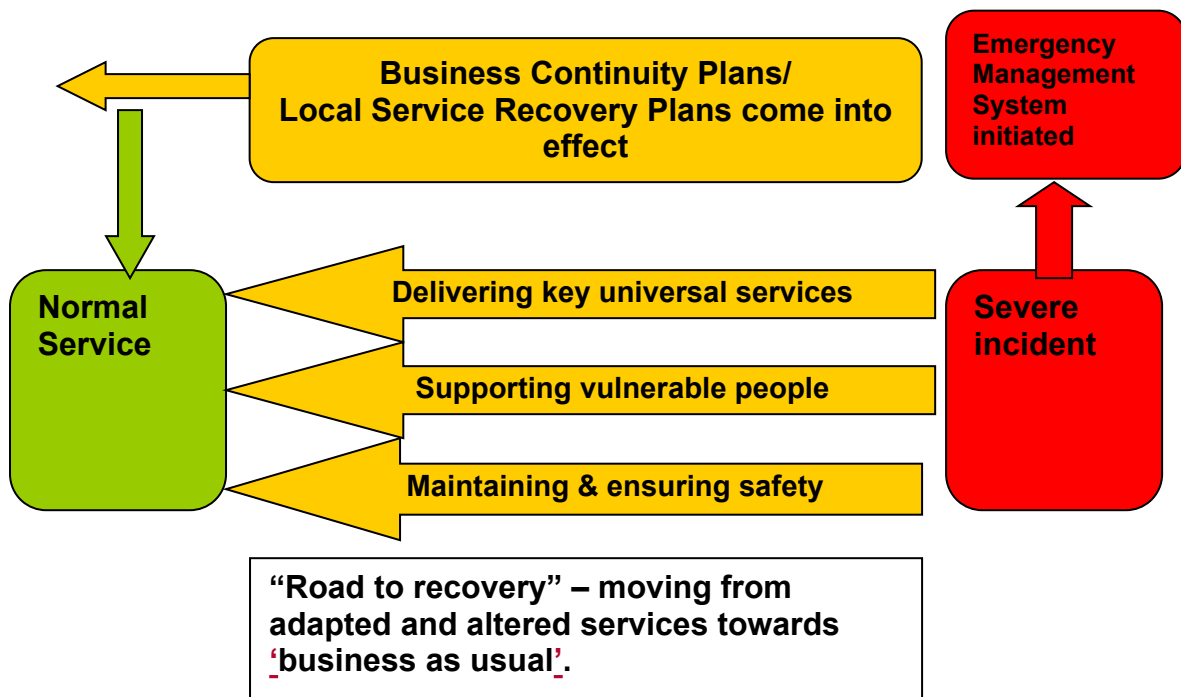 Business Continuity Plans/
Local Service Recovery Plans come into
effect
Emergency
Management
System
initiated
Normal
Service
Delivering key universal services
Supporting vulnerable people
Maintaining & ensuring safety
Severe
incident
“Road to recovery” – moving from
adapted and altered services towards
‘business as usual’.